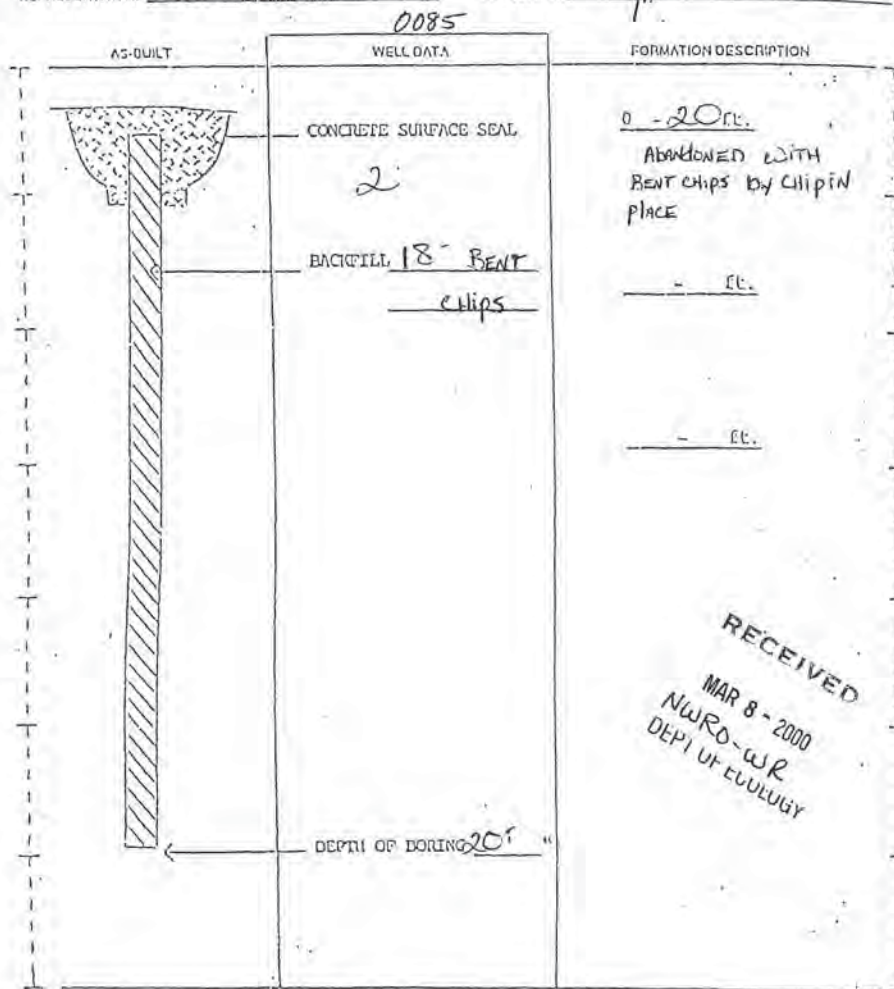 0085
AS-BUILT
WELL DATA
FORMATION DESCRIPTION
CONCRETE SURFACE SEAL
2'
BACKFILL 18' BENT
CHIPS
0 - 20 ft.
ABANDONED WITH
BENT CHIPS by CHIP IN
PLACE
- ft.
- ft.
RECEIVED
MAR 8 - 2000
NWRO-WR
DEPT OF ECOLOGY
DEPTH OF BORING 20' "